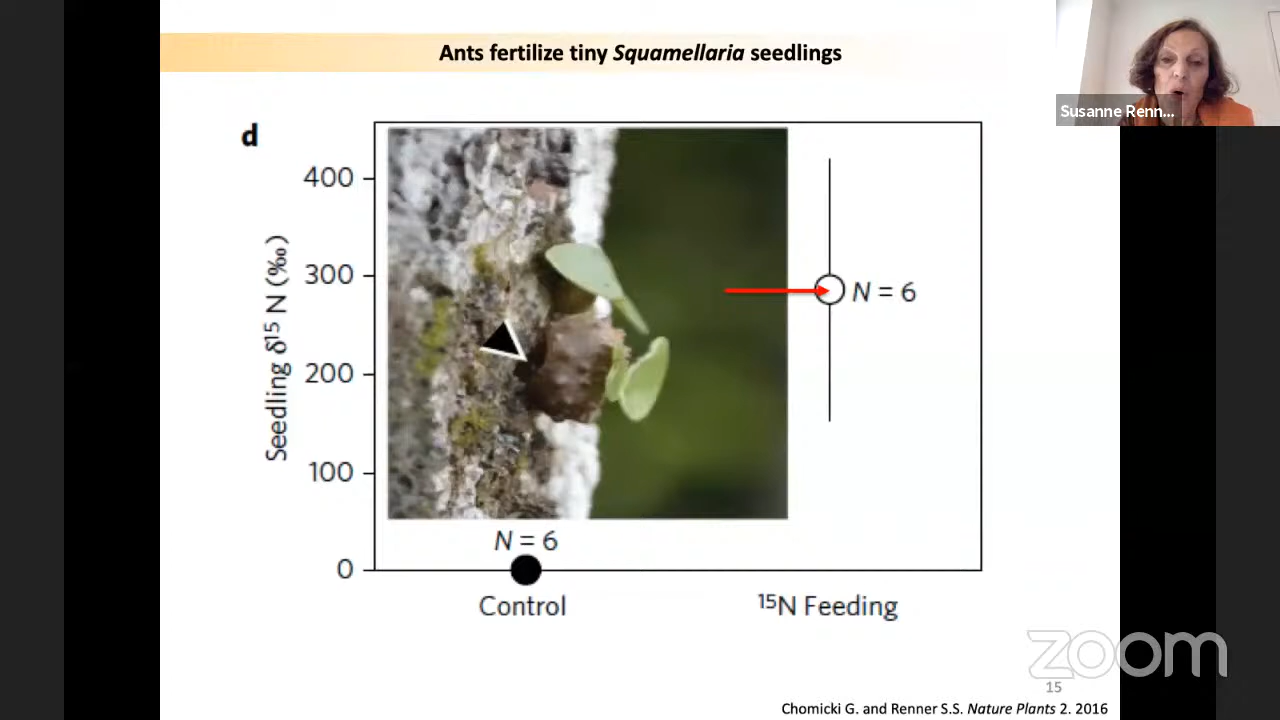 Ants fertilize tiny Squamellaria seedlings
Susanne Renn...
d
Seedling δ¹⁵ N (‰)
400
300
200
100
0
N = 6
N = 6
Control
¹⁵N Feeding
zoom
15
Chomicki G. and Renner S.S. Nature Plants 2. 2016